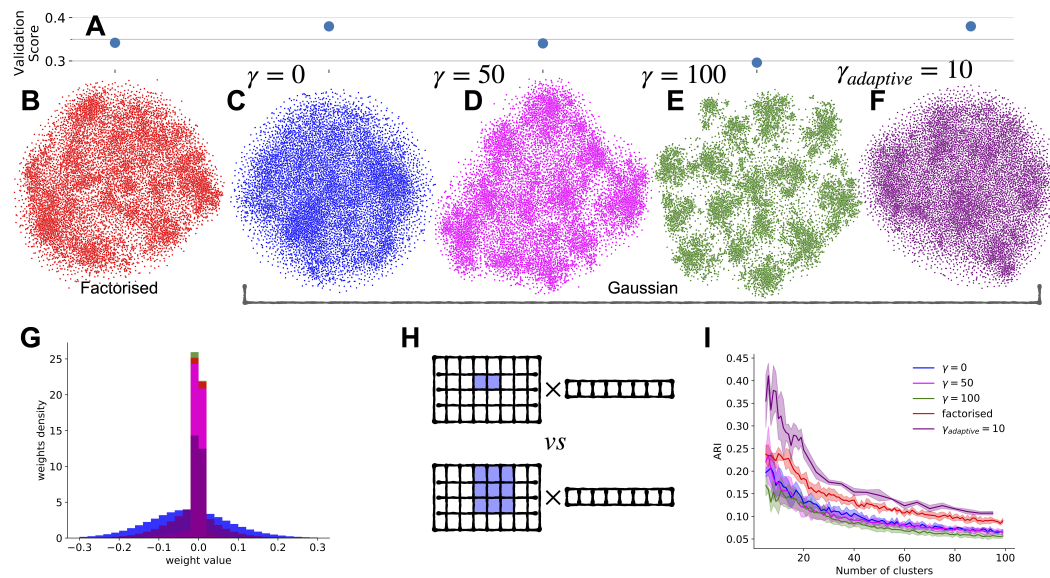 A
Validation
Score
0.4
0.3
γ = 0
γ = 50
γ = 100
γadaptive = 10
B
C
D
E
F
Factorised
Gaussian
G
weights density
25
20
15
10
5
0
−0.3
−0.2
−0.1
0.0
0.1
0.2
0.3
weight value
H
×
vs
×
I
ARI
0.45
0.40
0.35
0.30
0.25
0.20
0.15
0.10
0.05
γ = 0
γ = 50
γ = 100
factorised
γadaptive = 10
20
40
60
80
100
Number of clusters